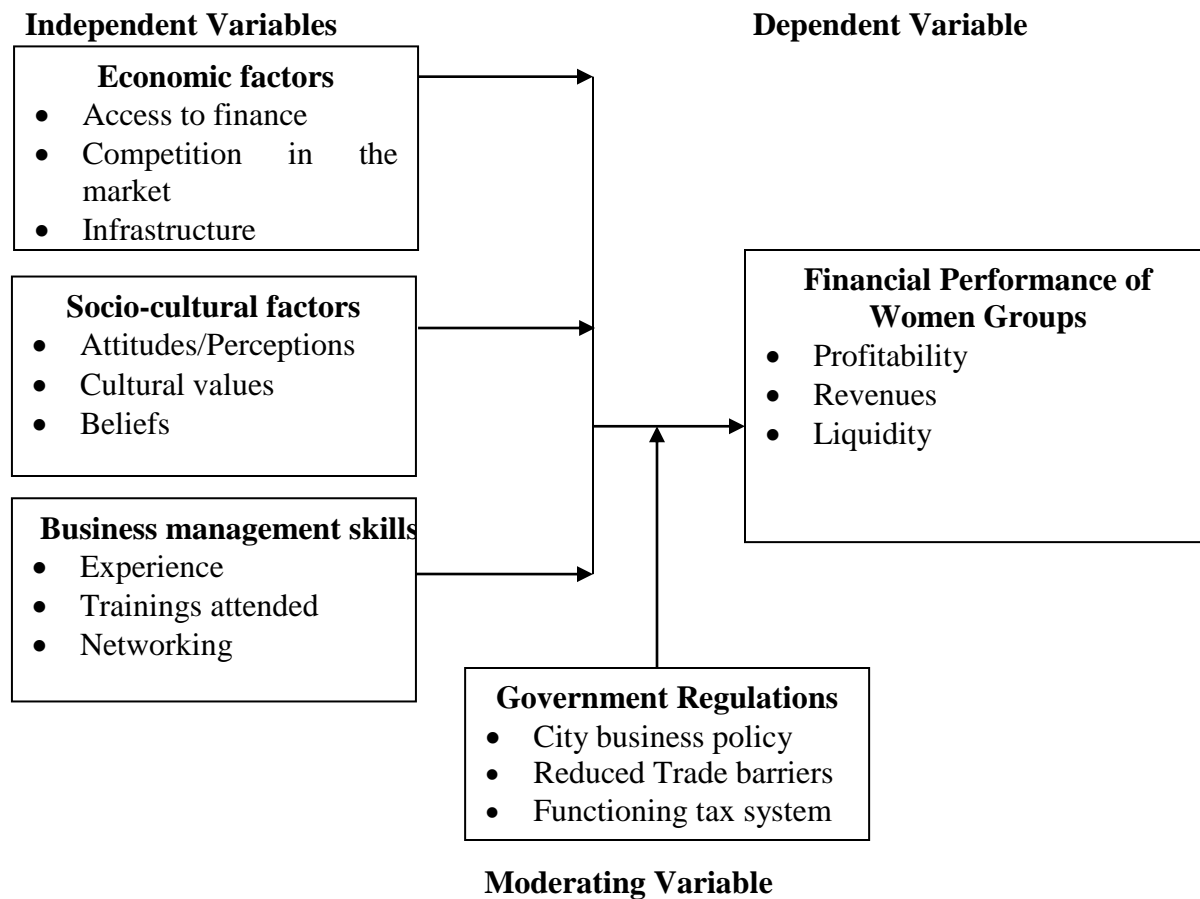 Independent Variables
Dependent Variable
Economic factors
• Access to finance
• Competition in the
market
• Infrastructure
Socio-cultural factors
• Attitudes/Perceptions
• Cultural values
• Beliefs
Business management skills
• Experience
• Trainings attended
• Networking
Financial Performance of
Women Groups
• Profitability
• Revenues
• Liquidity
Government Regulations
• City business policy
• Reduced Trade barriers
• Functioning tax system
Moderating Variable